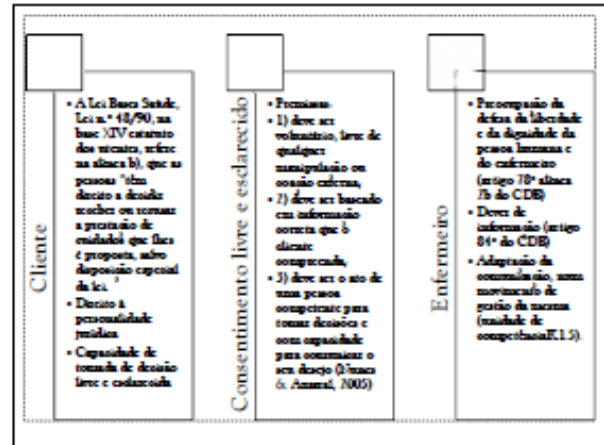 Cliente
• A Lei Bases Saúde,
Lei n.º 48/90, na
base XIV estatuto
dos utentes, refere
na alínea b), que as
pessoas "têm
direito a decidir
receber ou recusar
a prestação de
cuidados que lhes
é proposta, salvo
disposição especial
da lei."
• Direito à
personalidade
jurídica
• Capacidade de
tomada de decisão
livre e esclarecida
Consentimento livre e esclarecido
• Premissas:
• 1) deve ser
voluntário, livre de
qualquer
manipulação ou
coação externa,
• 2) deve ser baseado
em informação
correcta que o
cliente
compreenda,
• 3) deve ser o ato de
uma pessoa
competente para
tomar decisões e
com capacidade
para comunicar o
seu desejo (Nunes
& Amaral, 2005)
Enfermeiro
• Preocupação da
defesa da liberdade
e da dignidade da
pessoa humana e
do enfermeiro
(artigo 78º alínea
do CDE)
• Dever de
informação (artigo
84º do CDE)
• Adaptação da
comunicação, num
movimento de
gestão da mesma
(unidade de
competência K.1.5).